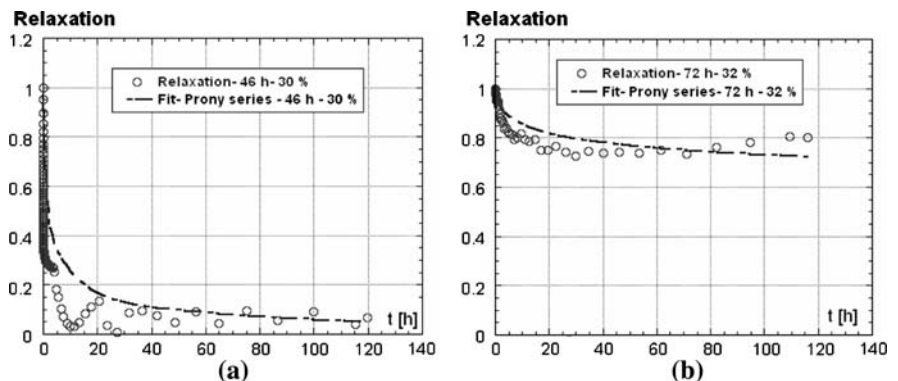 Relaxation
1.2
1
0.8
0.6
0.4
0.2
0
0 20 40 60 80 100 120 140
t [h]
Relaxation- 46 h- 30 %
Fit- Prony series - 46 h - 30 %
(a)
Relaxation
1.2
1
0.8
0.6
0.4
0.2
0
0 20 40 60 80 100 120 140
t [h]
Relaxation- 72 h- 32 %
Fit- Prony series- 72 h- 32 %
(b)